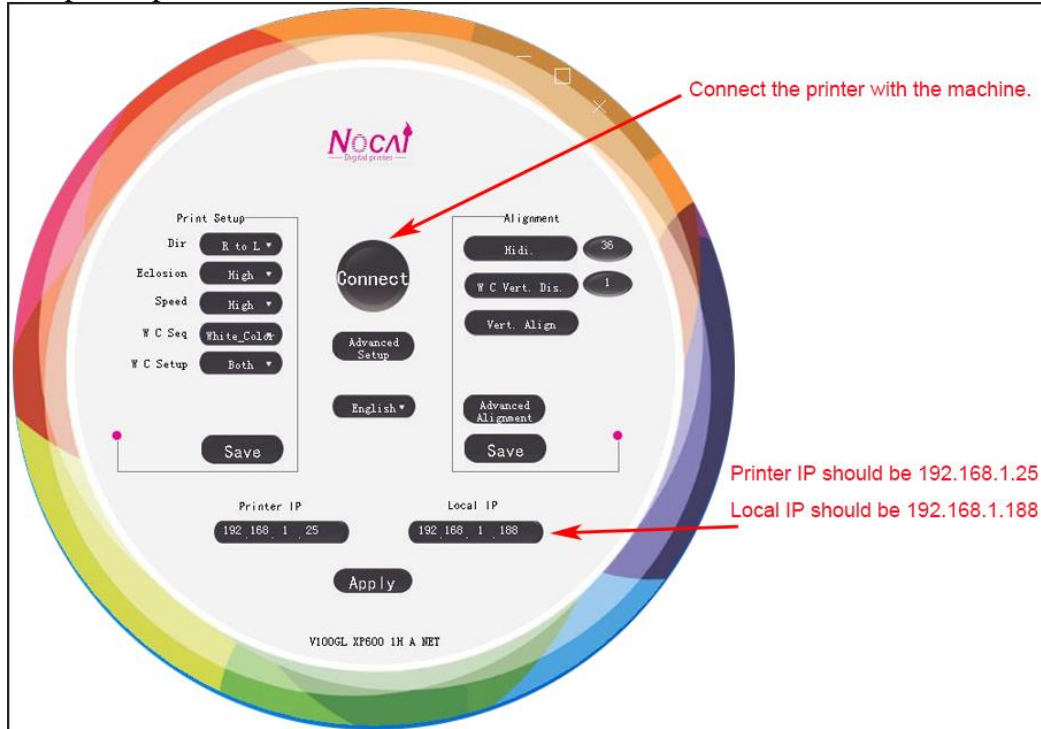 Connect the printer with the machine.
Nocai
Digital printer
Print Setup
Dir R to L
Eclosion High
Speed High
W C Seq White_Color
W C Setup Both
Save
Connect
Advanced
Setup
English
Alignment
Hidi. 36
W C Vert. Dis. 1
Vert. Align
Advanced
Alignment
Save
Printer IP should be 192.168.1.25
Local IP should be 192.168.1.188
Printer IP
192 . 168 . 1 . 25
Local IP
192 . 168 . 1 . 188
Apply
V100GL XP600 1H A NET